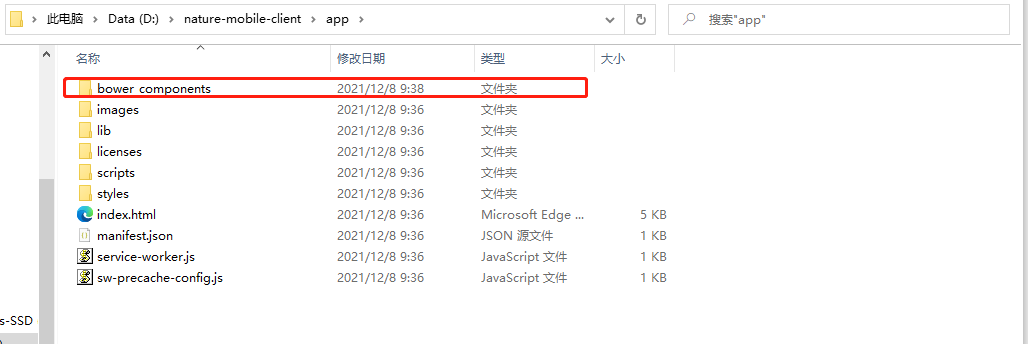 此电脑 > Data (D:) > nature-mobile-client > app >
搜索"app"
名称 修改日期 类型 大小
bower_components 2021/12/8 9:38 文件夹
images 2021/12/8 9:36 文件夹
lib 2021/12/8 9:36 文件夹
licenses 2021/12/8 9:36 文件夹
scripts 2021/12/8 9:36 文件夹
styles 2021/12/8 9:36 文件夹
index.html 2021/12/8 9:36 Microsoft Edge ... 5 KB
manifest.json 2021/12/8 9:36 JSON 源文件 1 KB
service-worker.js 2021/12/8 9:36 JavaScript 文件 1 KB
sw-precache-config.js 2021/12/8 9:36 JavaScript 文件 1 KB
s-SSD